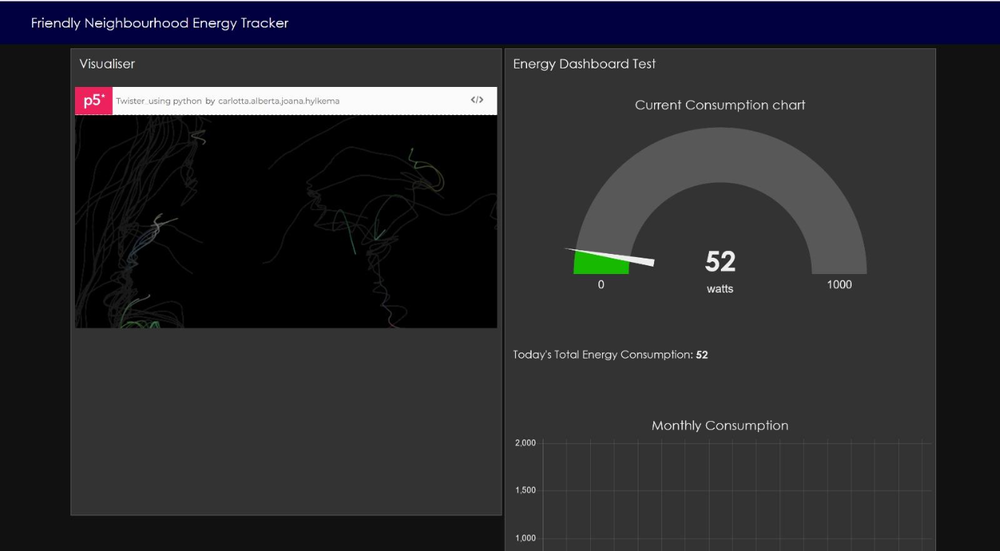 Friendly Neighbourhood Energy Tracker
Visualiser
p5*
Twister_using python by carlotta.alberta.joana.hylkema
</>
Energy Dashboard Test
Current Consumption chart
52
watts
0
1000
Today's Total Energy Consumption: 52
Monthly Consumption
2,000
1,500
1,000